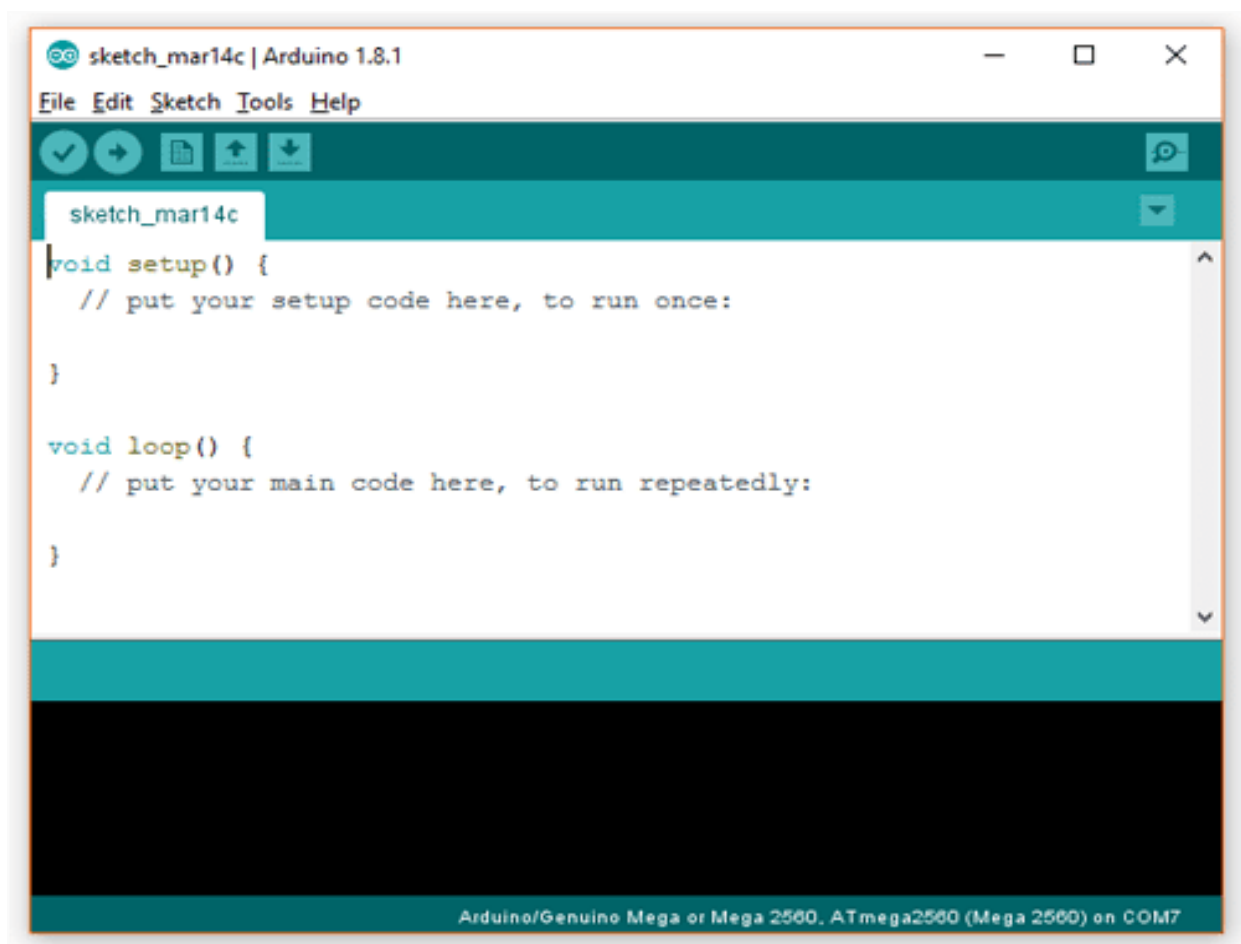 sketch_mar14c | Arduino 1.8.1
File Edit Sketch Tools Help
sketch_mar14c
void setup() {
  // put your setup code here, to run once:
}
void loop() {
  // put your main code here, to run repeatedly:
}
Arduino/Genuino Mega or Mega 2560, ATmega2560 (Mega 2560) on COM7